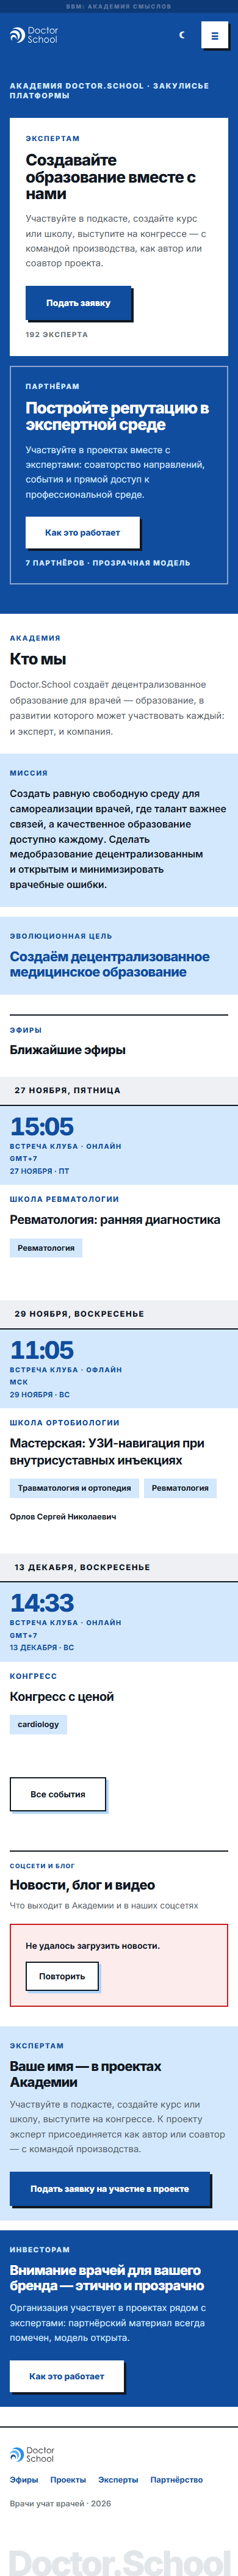 ВВМ: АКАДЕМИЯ СМЫСЛОВ
Doctor
School
АКАДЕМИЯ DOCTOR.SCHOOL · ЗАКУЛИСЬЕ
ПЛАТФОРМЫ
ЭКСПЕРТАМ
Создавайте
образование вместе с
нами
Участвуйте в подкасте, создайте курс
или школу, выступите на конгрессе — с
командой производства, как автор или
соавтор проекта.
Подать заявку
192 ЭКСПЕРТА
ПАРТНЁРАМ
Постройте репутацию в
экспертной среде
Участвуйте в проектах вместе с
экспертами: соавторство направлений,
события и прямой доступ к
профессиональной среде.
Как это работает
7 ПАРТНЁРОВ · ПРОЗРАЧНАЯ МОДЕЛЬ
АКАДЕМИЯ
Кто мы
Doctor.School создаёт децентрализованное
образование для врачей — образование, в
развитии которого может участвовать каждый:
и эксперт, и компания.
МИССИЯ
Создать равную свободную среду для
самореализации врачей, где талант важнее
связей, а качественное образование
доступно каждому. Сделать
медобразование децентрализованным
и открытым и минимизировать
врачебные ошибки.
ЭВОЛЮЦИОННАЯ ЦЕЛЬ
Создаём децентрализованное
медицинское образование
ЭФИРЫ
Ближайшие эфиры
27 НОЯБРЯ, ПЯТНИЦА
15:05
ВСТРЕЧА КЛУБА · ОНЛАЙН
GMT+7
27 НОЯБРЯ · ПТ
ШКОЛА РЕВМАТОЛОГИИ
Ревматология: ранняя диагностика
Ревматология
29 НОЯБРЯ, ВОСКРЕСЕНЬЕ
11:05
ВСТРЕЧА КЛУБА · ОФЛАЙН
МСК
29 НОЯБРЯ · ВС
ШКОЛА ОРТОБИОЛОГИИ
Мастерская: УЗИ-навигация при
внутрисуставных инъекциях
Травматология и ортопедия
Ревматология
Орлов Сергей Николаевич
13 ДЕКАБРЯ, ВОСКРЕСЕНЬЕ
14:33
ВСТРЕЧА КЛУБА · ОНЛАЙН
GMT+7
13 ДЕКАБРЯ · ВС
КОНГРЕСС
Конгресс с ценой
cardiology
Все события
СОЦСЕТИ И БЛОГ
Новости, блог и видео
Что выходит в Академии и в наших соцсетях
Не удалось загрузить новости.
Повторить
ЭКСПЕРТАМ
Ваше имя — в проектах
Академии
Участвуйте в подкасте, создайте курс или
школу, выступите на конгрессе. К проекту
эксперт присоединяется как автор или соавтор
— с командой производства.
Подать заявку на участие в проекте
ИНВЕСТОРАМ
Внимание врачей для вашего
бренда — этично и прозрачно
Организация участвует в проектах рядом с
экспертами: партнёрский материал всегда
помечен, модель открыта.
Как это работает
Doctor
School
Эфиры Проекты Эксперты Партнёрство
Врачи учат врачей · 2026
Doctor.School